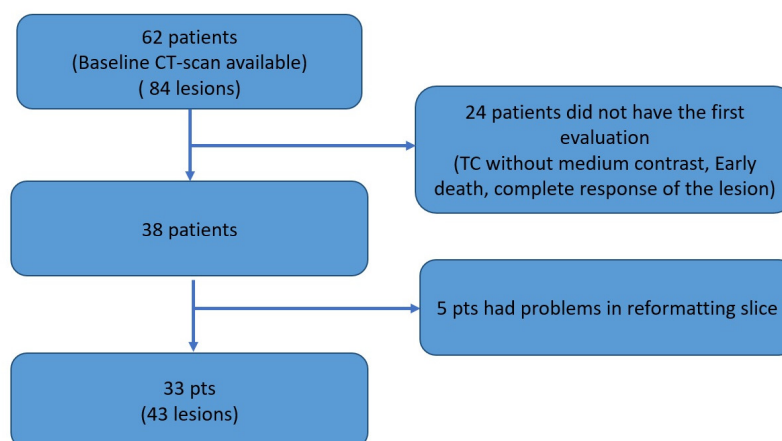 62 patients
(Baseline CT-scan available)
( 84 lesions)
24 patients did not have the first
evaluation
(TC without medium contrast, Early
death, complete response of the lesion)
38 patients
5 pts had problems in reformatting slice
33 pts
(43 lesions)